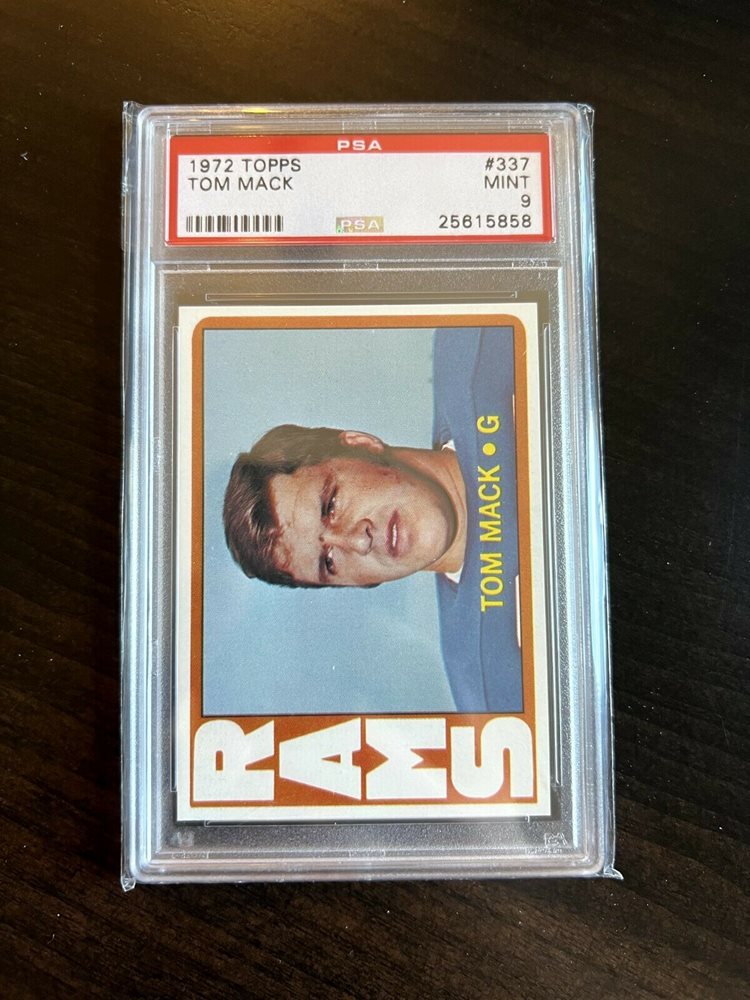 PSA
1972 TOPPS #337
TOM MACK MINT
9
PSA 25615858
TOM MACK • G
RAMS